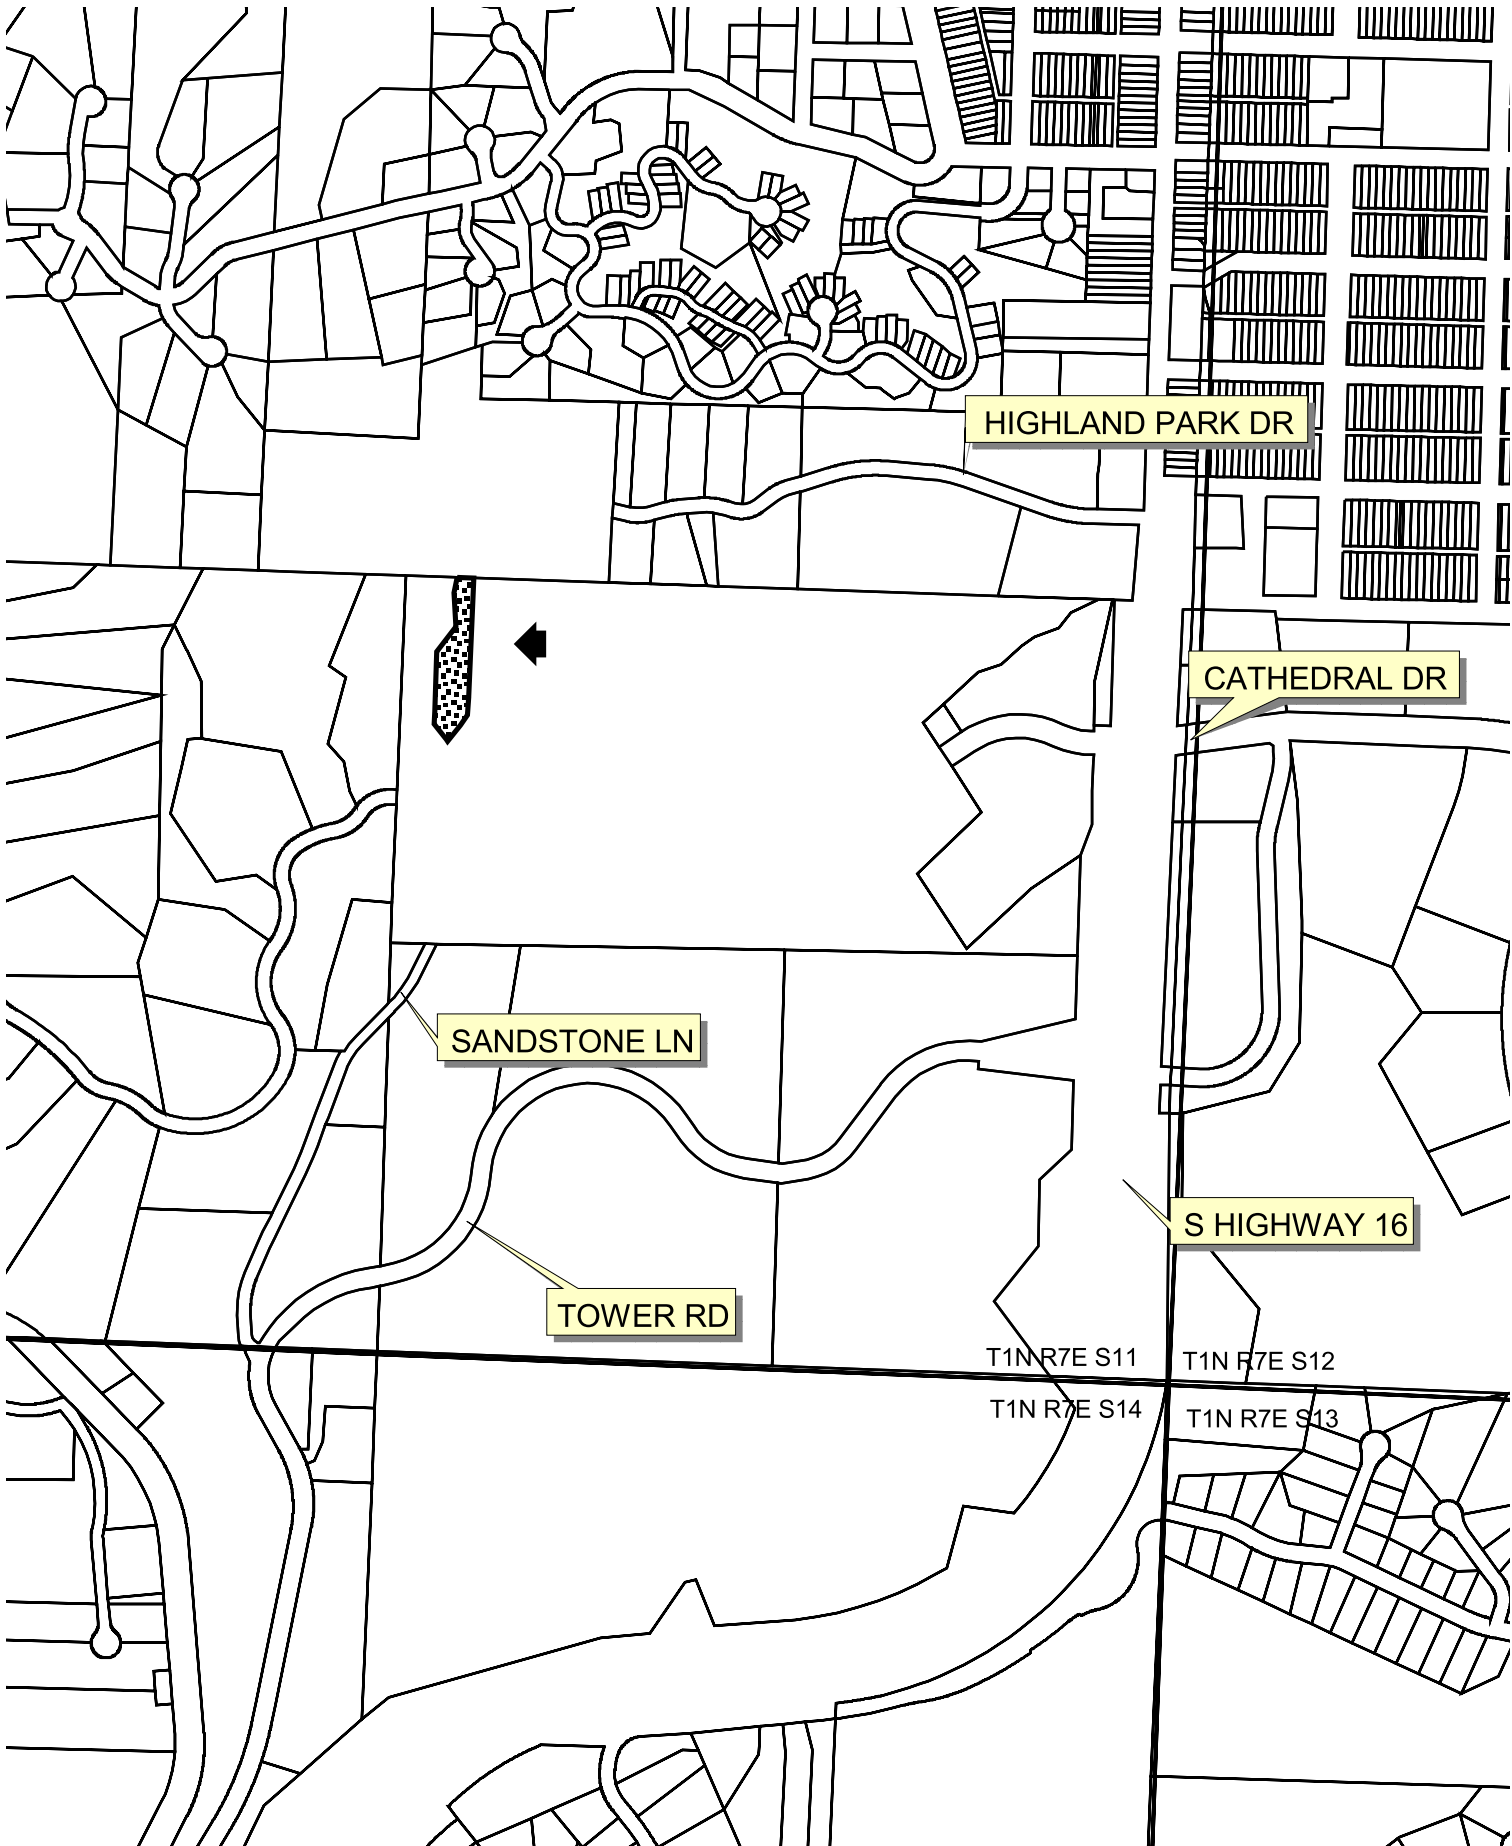 HIGHLAND PARK DR
CATHEDRAL DR
SANDSTONE LN
S HIGHWAY 16
TOWER RD
T1N R7E S11
T1N R7E S12
T1N R7E S14
T1N R7E S13